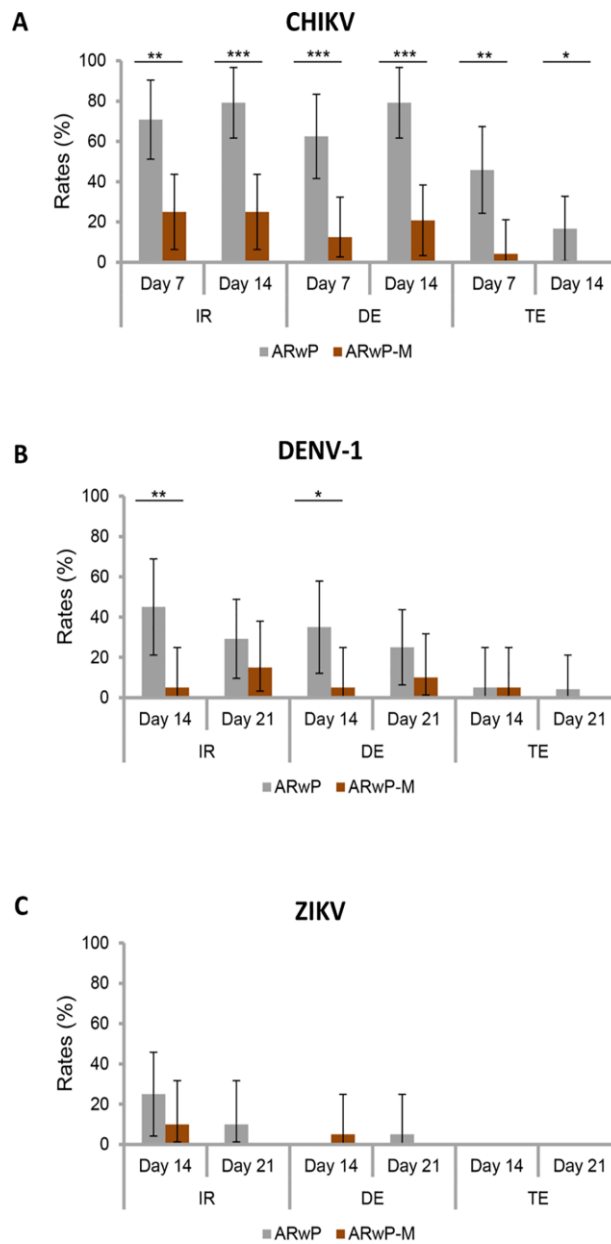 A
CHIKV
** *** *** *** ** *
100
80
60
40
20
0
Rates (%)
Day 7 Day 14 Day 7 Day 14 Day 7 Day 14
IR DE TE
ARwP ARwP-M
B
DENV-1
** *
100
80
60
40
20
0
Rates (%)
Day 14 Day 21 Day 14 Day 21 Day 14 Day 21
IR DE TE
ARwP ARwP-M
C
ZIKV
100
80
60
40
20
0
Rates (%)
Day 14 Day 21 Day 14 Day 21 Day 14 Day 21
IR DE TE
ARwP ARwP-M